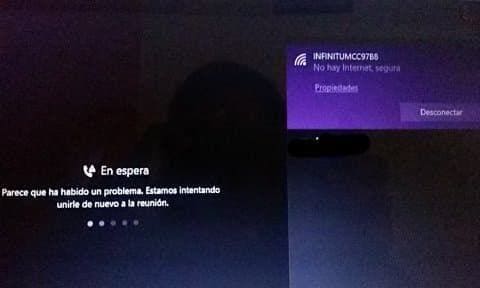 INFINITUMCC97B6
No hay Internet, segura
Propiedades
Desconectar
En espera
Parece que ha habido un problema. Estamos intentando
unirle de nuevo a la reunión.